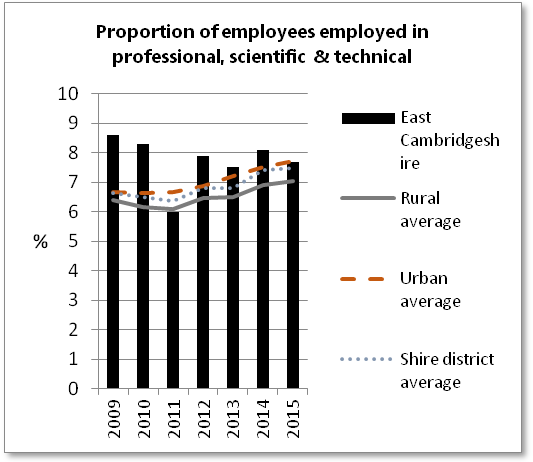 Proportion of employees employed in
professional, scientific & technical
10
9
8
7
6
5
4
3
2
1
0
%
2009
2010
2011
2012
2013
2014
2015
East
Cambridgesh
ire
Rural
average
Urban
average
Shire district
average